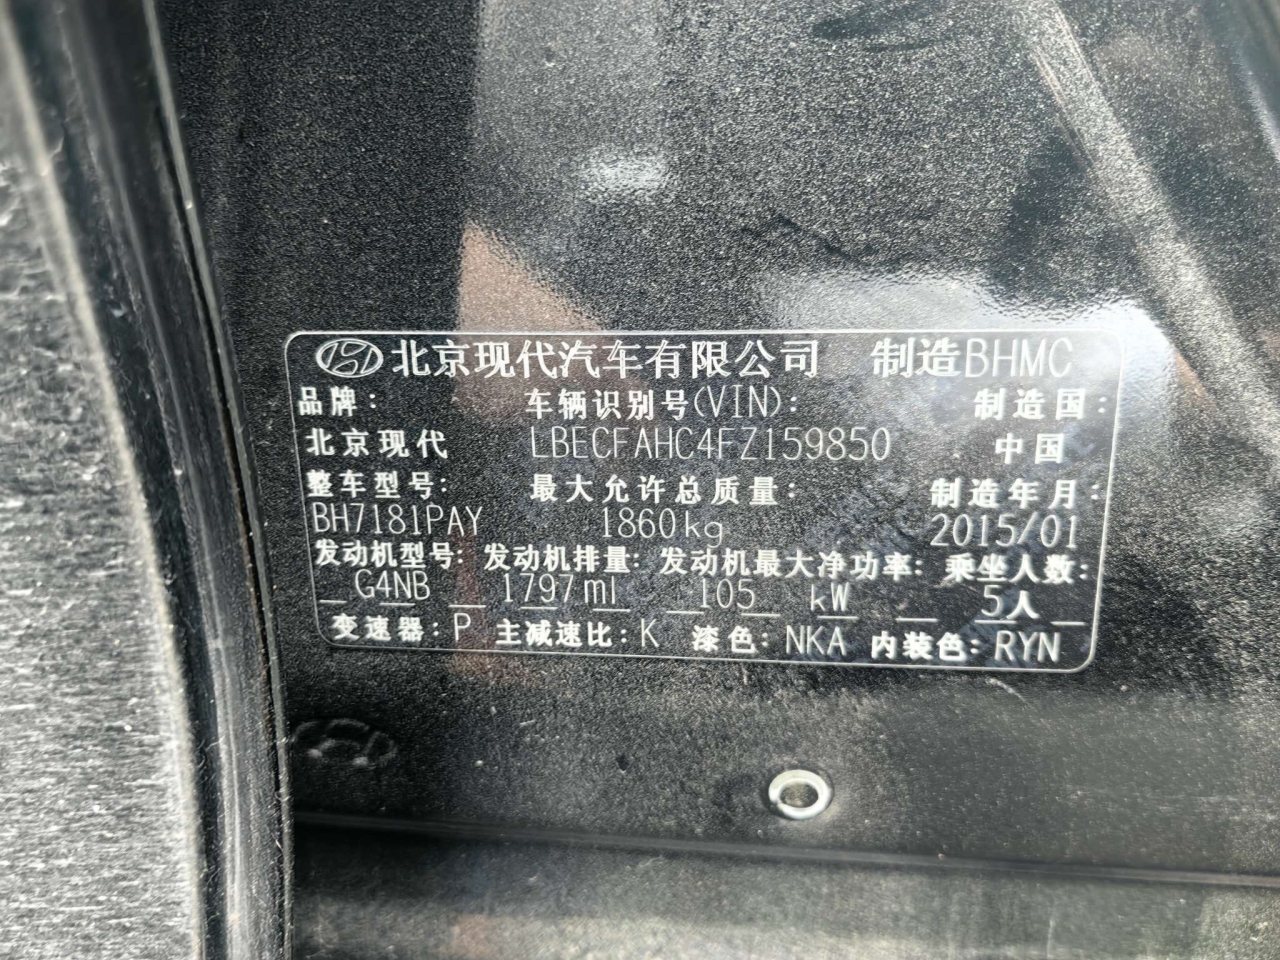 北京现代汽车有限公司 制造BHMC
品牌: 车辆识别号(VIN): 制造国:
北京现代 LBECFAHC4FZ159850 中国
整车型号: 最大允许总质量: 制造年月:
BH7181PAY 1860kg 2015/01
发动机型号: 发动机排量: 发动机最大净功率: 乘坐人数:
G4NB 1797ml 105 kW 5人
变速器: P 主减速比: K 漆色: NKA 内装色: RYN